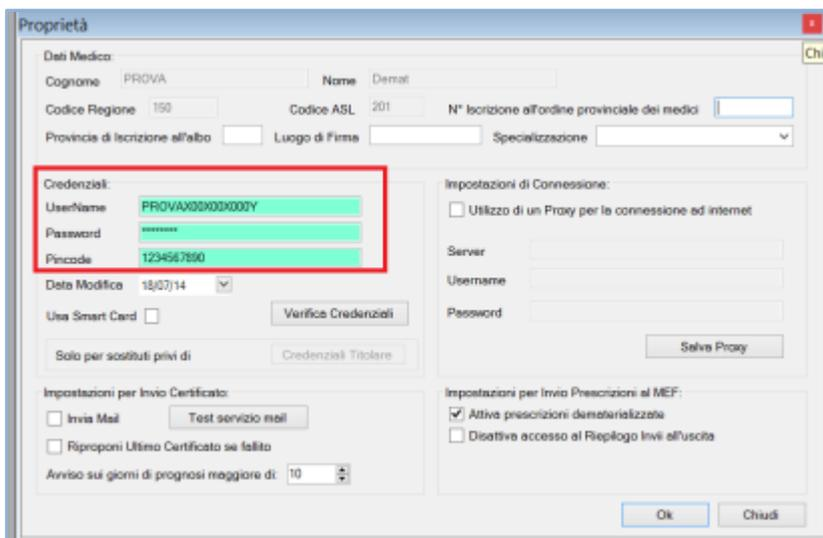 Proprietà
Chi
Dati Medico:
Cognome PROVA Nome Demat
Codice Regione 150 Codice ASL 201 N° Iscrizione all'ordine provinciale dei medici
Provincia di Iscrizione all'albo Luogo di Firma Specializzazione
Credenziali:
UserName PROVAX00X00X000Y
Password ********
Pincode 1234567890
Data Modifica 18/07/14
Usa Smart Card Verifica Credenziali
Solo per sostituti privi di Credenziali Titolare
Impostazioni di Connessione:
Utilizzo di un Proxy per la connessione ad internet
Server
Username
Password
Salva Proxy
Impostazioni per Invio Certificato:
Invia Mail Test servizio mail
Riproponi Ultimo Certificato se fallito
Avviso sui giorni di prognosi maggiore di: 10
Impostazioni per Invio Prescrizioni al MEF:
Attiva prescrizioni dematerializzate
Disattiva accesso al Riepilogo Invii all'uscita
Ok Chiudi